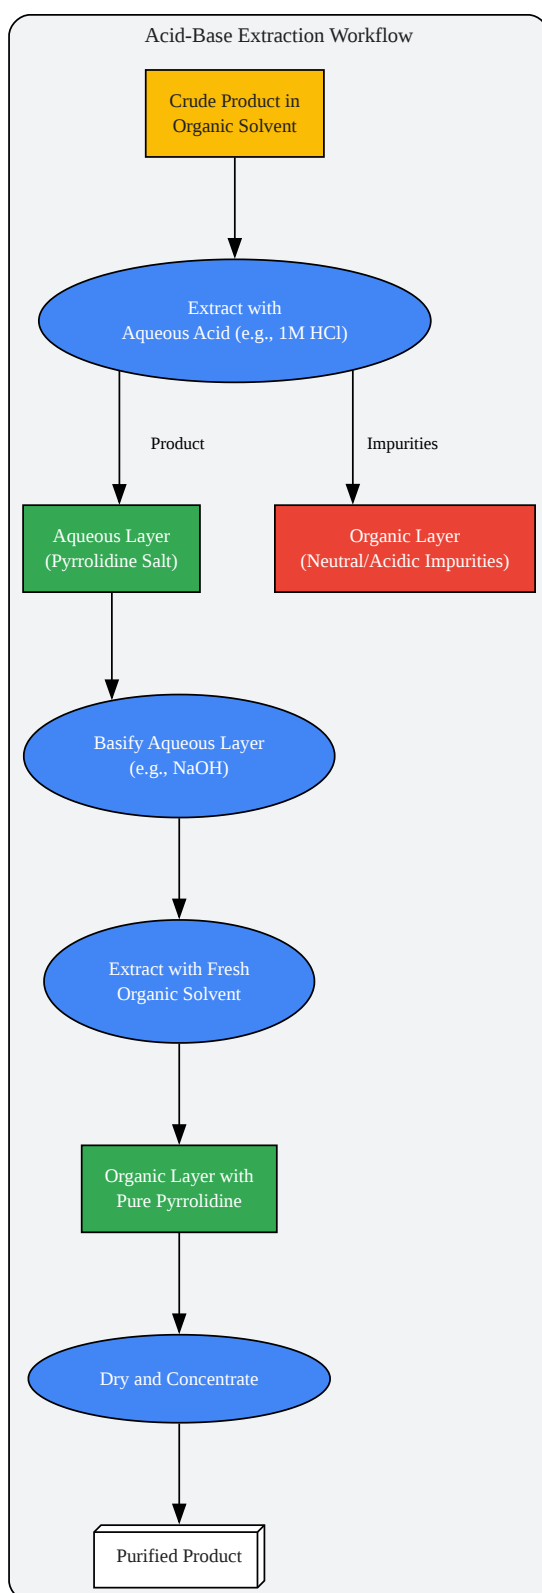 Acid-Base Extraction Workflow
Crude Product in
Organic Solvent
Extract with
Aqueous Acid (e.g., 1M HCl)
Product
Impurities
Aqueous Layer
(Pyrrolidine Salt)
Organic Layer
(Neutral/Acidic Impurities)
Basify Aqueous Layer
(e.g., NaOH)
Extract with Fresh
Organic Solvent
Organic Layer with
Pure Pyrrolidine
Dry and Concentrate
Purified Product